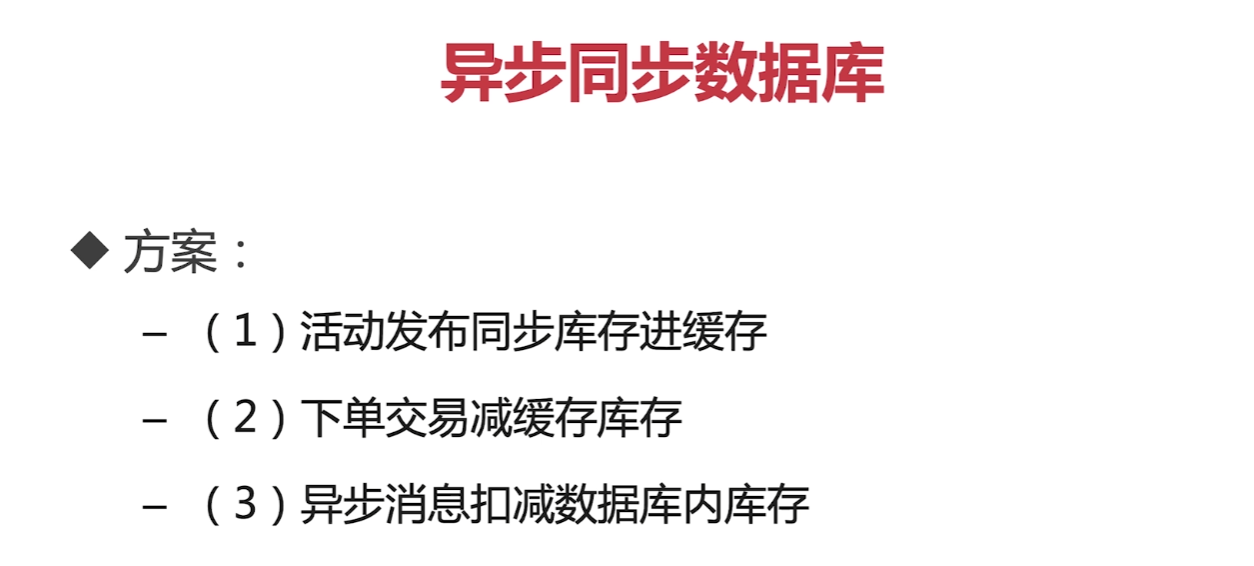 异步同步数据库
◆ 方案：
– （1）活动发布同步库存进缓存
– （2）下单交易减缓存库存
– （3）异步消息扣减数据库内库存